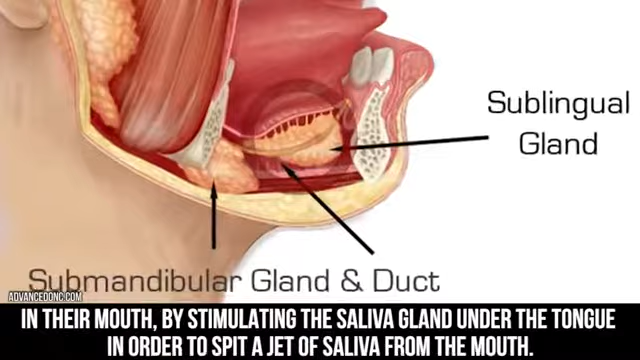 Sublingual
Gland
Submandibular Gland & Duct
ADVANCEDONC.COM
IN THEIR MOUTH, BY STIMULATING THE SALIVA GLAND UNDER THE TONGUE
IN ORDER TO SPIT A JET OF SALIVA FROM THE MOUTH.